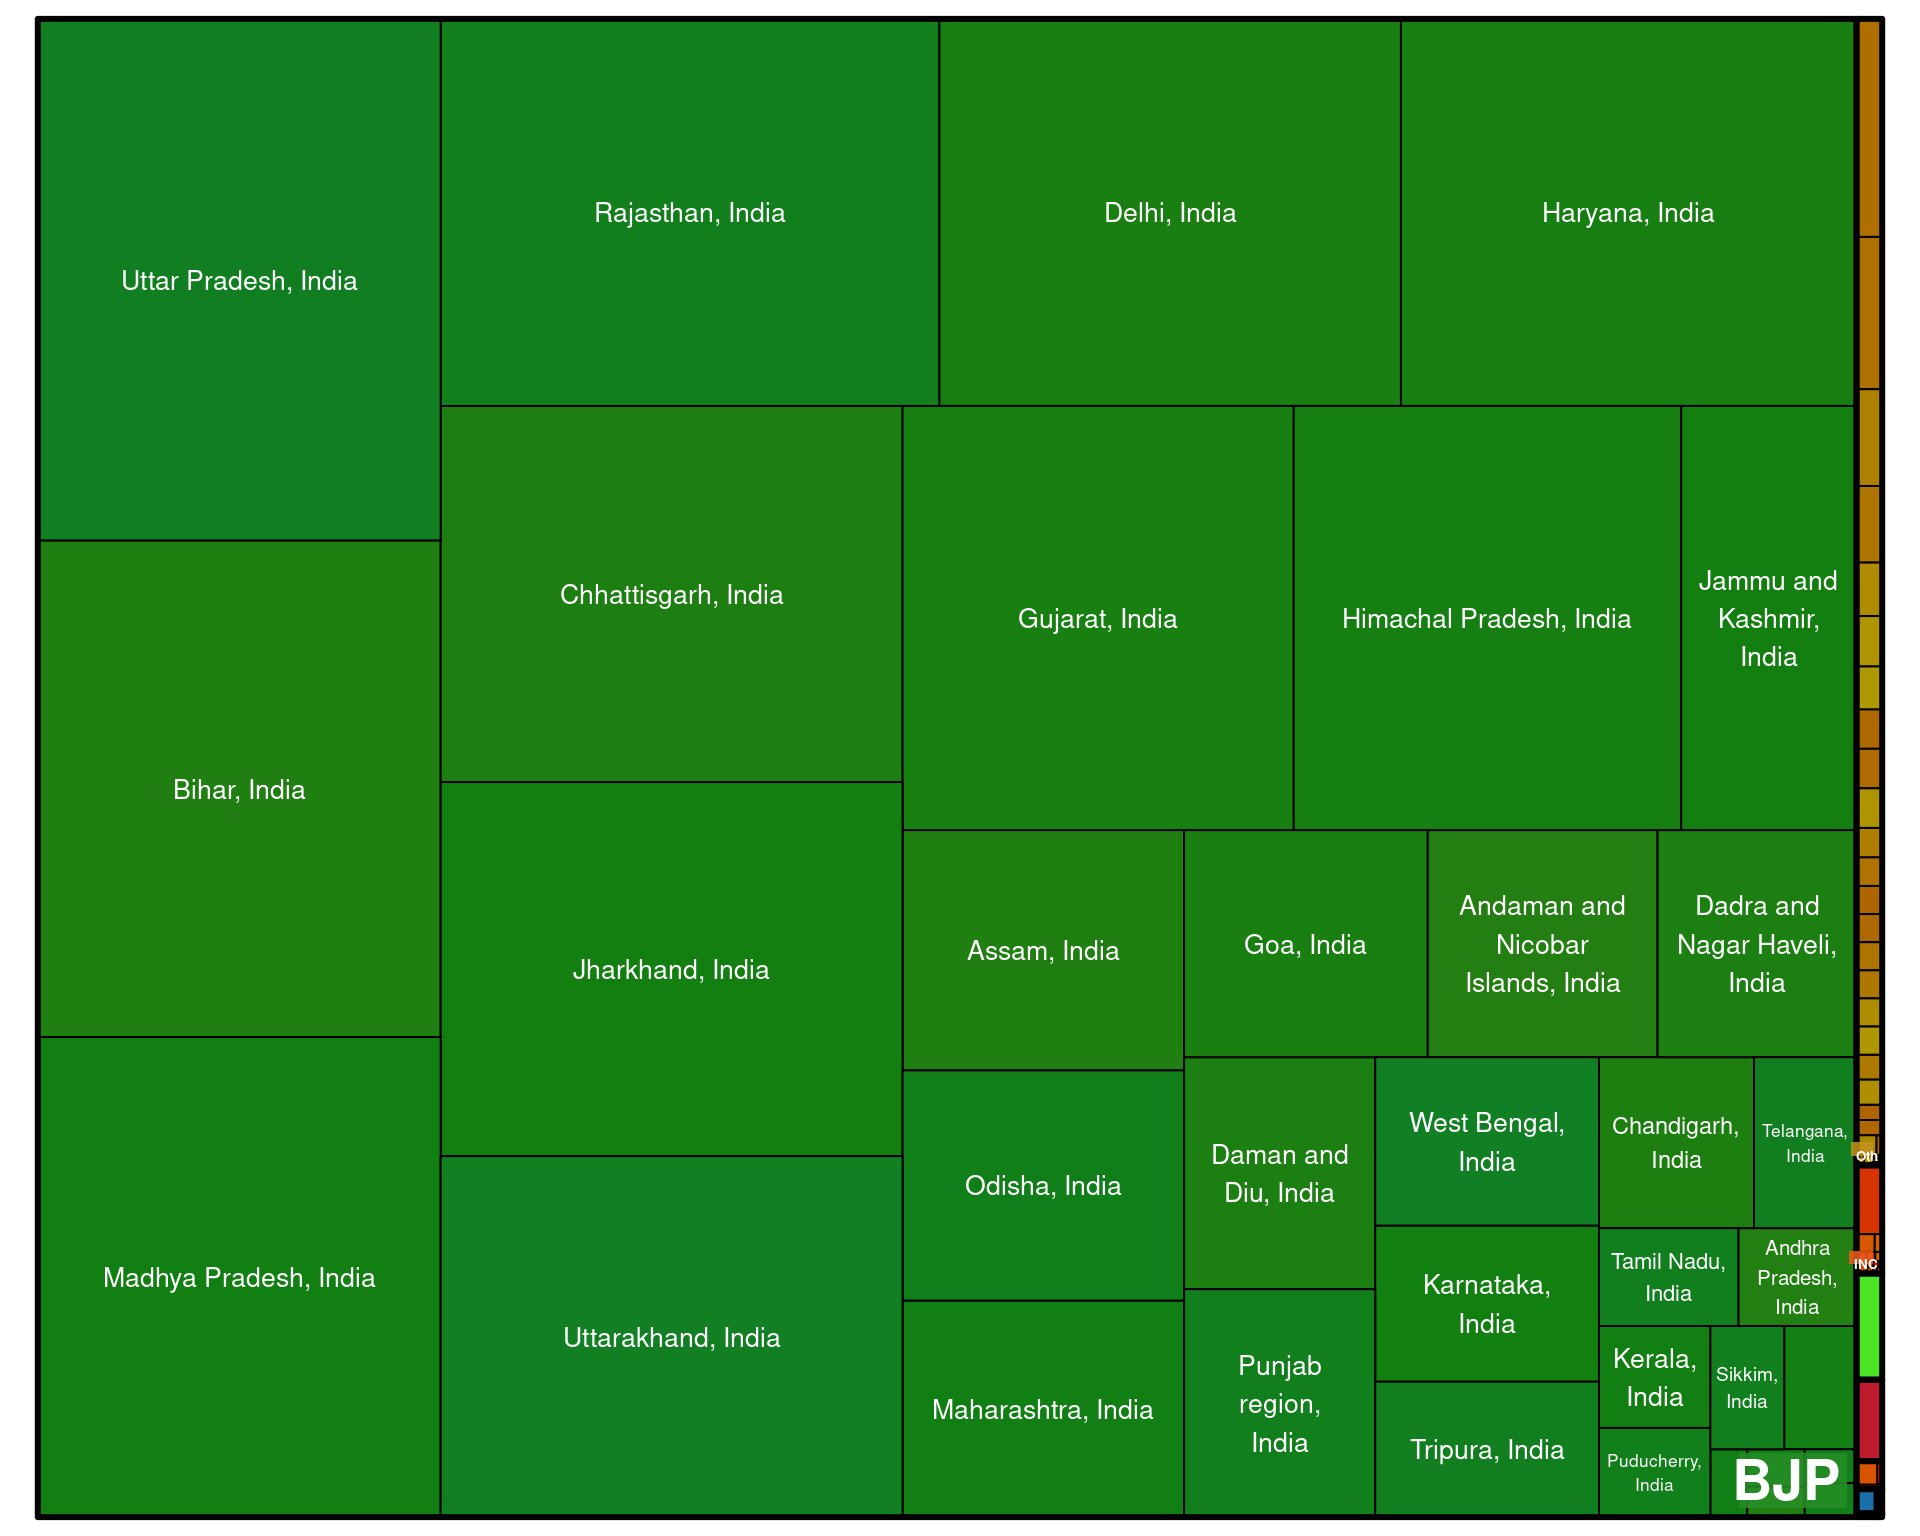 Uttar Pradesh, India
Rajasthan, India
Delhi, India
Haryana, India
Bihar, India
Chhattisgarh, India
Gujarat, India
Himachal Pradesh, India
Jammu and
Kashmir,
India
Madhya Pradesh, India
Jharkhand, India
Uttarakhand, India
Assam, India
Goa, India
Andaman and
Nicobar
Islands, India
Dadra and
Nagar Haveli,
India
Odisha, India
Maharashtra, India
Daman and
Diu, India
Punjab
region,
India
West Bengal,
India
Karnataka,
India
Tripura, India
Chandigarh,
India
Telangana,
India
Tamil Nadu,
India
Andhra
Pradesh,
India
Kerala,
India
Sikkim,
India
Puducherry,
India
BJP
Oth
INC